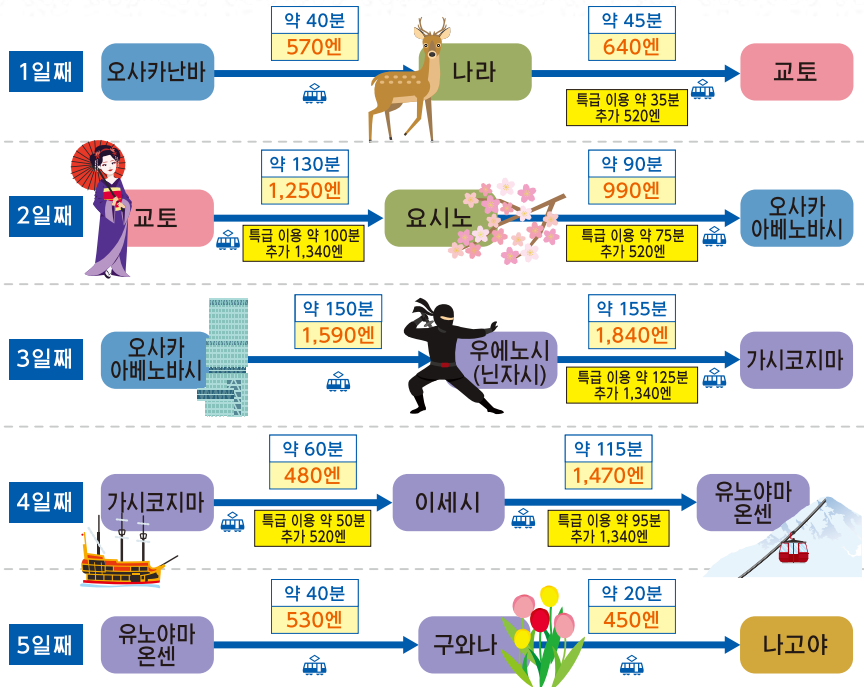 약 40분
570엔
약 45분
640엔
1일째
오사카난바
나라
교토
특급 이용 약 35분
추가 520엔
약 130분
1,250엔
약 90분
990엔
2일째
교토
요시노
오사카
아베노바시
특급 이용 약 100분
추가 1,340엔
특급 이용 약 75분
추가 520엔
약 150분
1,590엔
약 155분
1,840엔
3일째
오사카
아베노바시
우에노시
(닌자시)
가시코지마
특급 이용 약 125분
추가 1,340엔
약 60분
480엔
약 115분
1,470엔
4일째
가시코지마
이세시
유노야마
온센
특급 이용 약 50분
추가 520엔
특급 이용 약 95분
추가 1,340엔
약 40분
530엔
약 20분
450엔
5일째
유노야마
온센
구와나
나고야